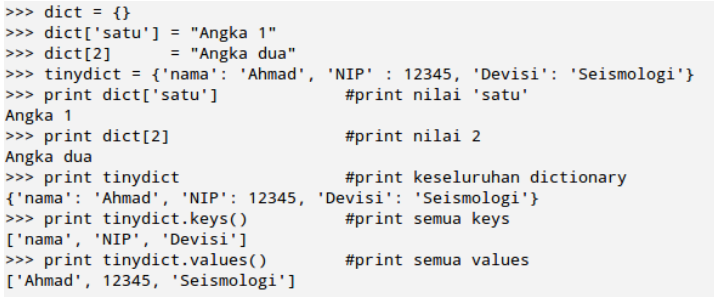 >>> dict = {}
>>> dict['satu'] = "Angka 1"
>>> dict[2]      = "Angka dua"
>>> tinydict = {'nama': 'Ahmad', 'NIP' : 12345, 'Devisi': 'Seismologi'}
>>> print dict['satu']             #print nilai 'satu'
Angka 1
>>> print dict[2]                  #print nilai 2
Angka dua
>>> print tinydict                 #print keseluruhan dictionary
{'nama': 'Ahmad', 'NIP': 12345, 'Devisi': 'Seismologi'}
>>> print tinydict.keys()          #print semua keys
['nama', 'NIP', 'Devisi']
>>> print tinydict.values()        #print semua values
['Ahmad', 12345, 'Seismologi']